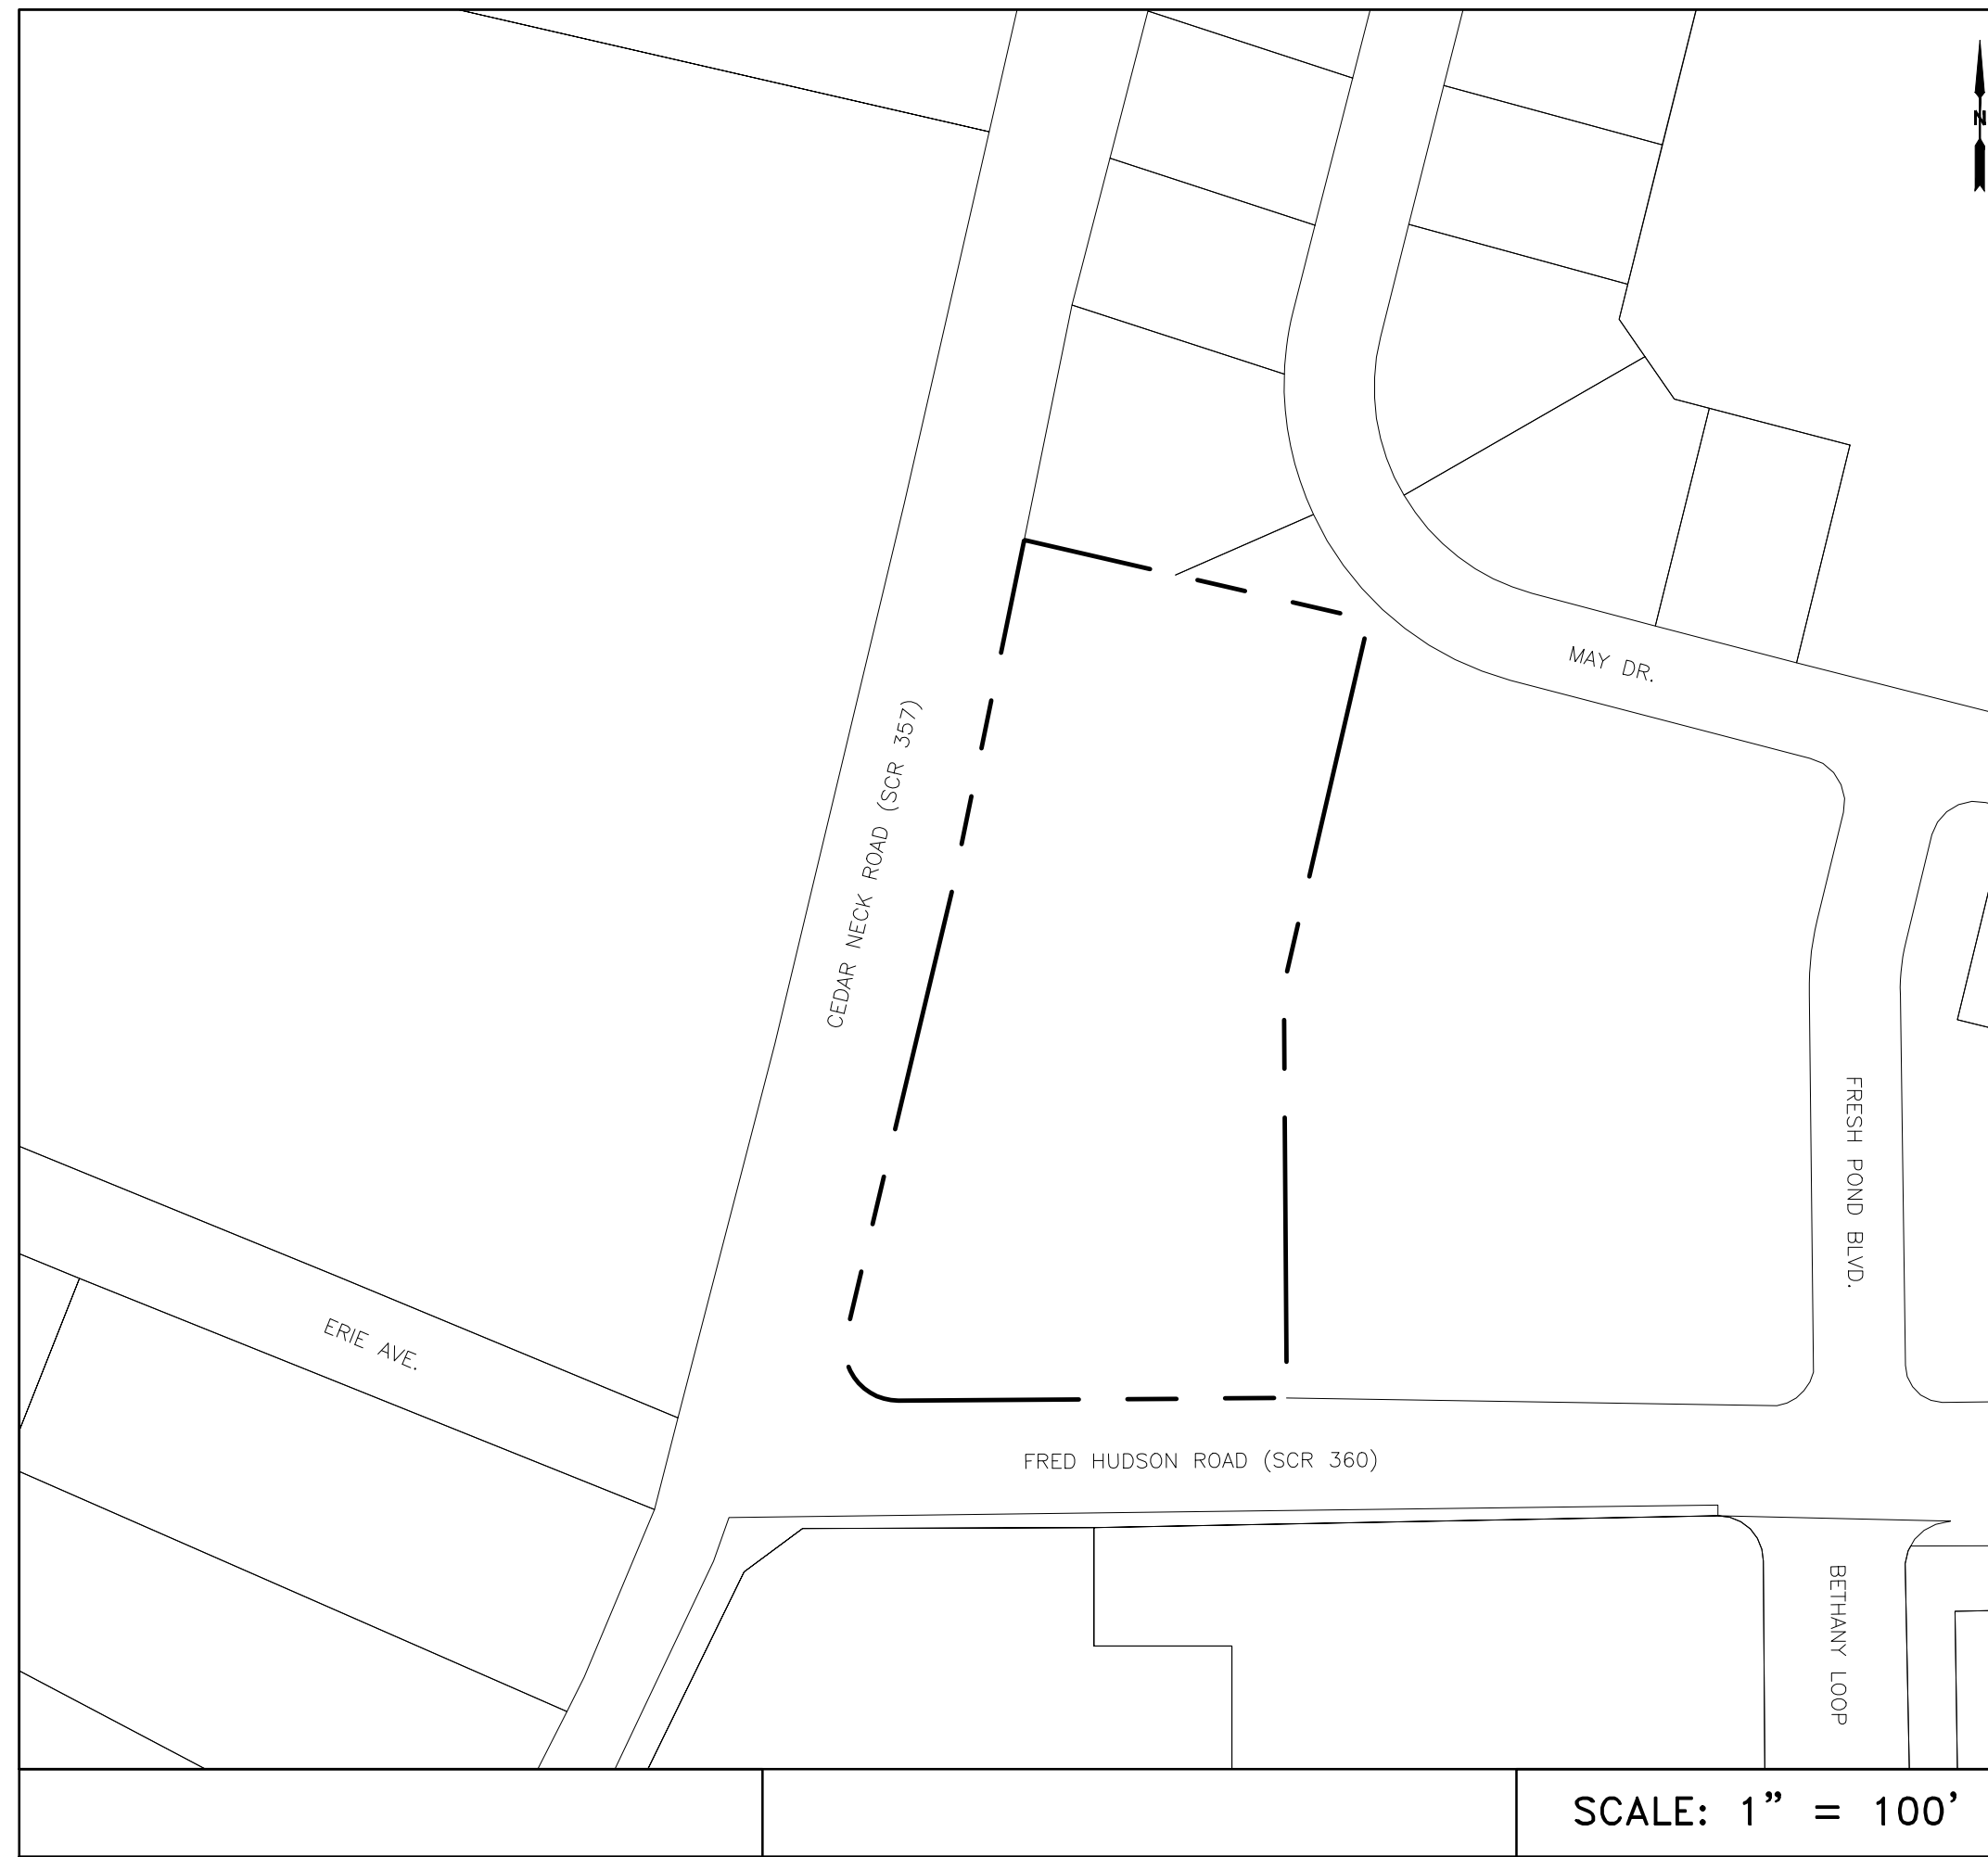 N
MAY DR.
CEDAR NECK ROAD (SCR 357)
FRESH POND BLVD.
ERIE AVE.
FRED HUDSON ROAD (SCR 360)
BETHANY LOOP
SCALE: 1" = 100'